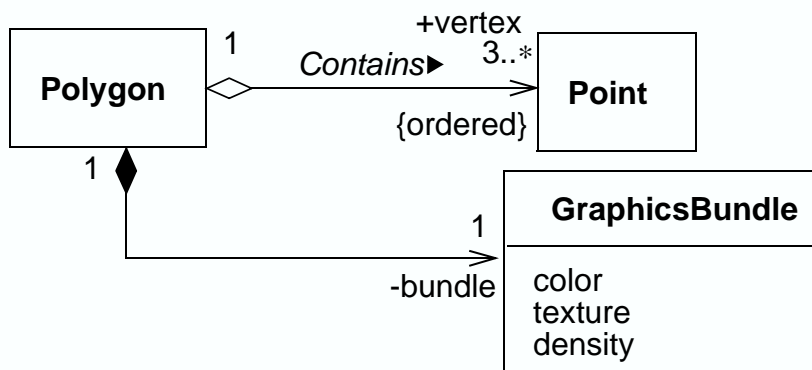 +vertex
1
3..*
Contains▶
Polygon
Point
{ordered}
1
GraphicsBundle
1
-bundle
color
texture
density